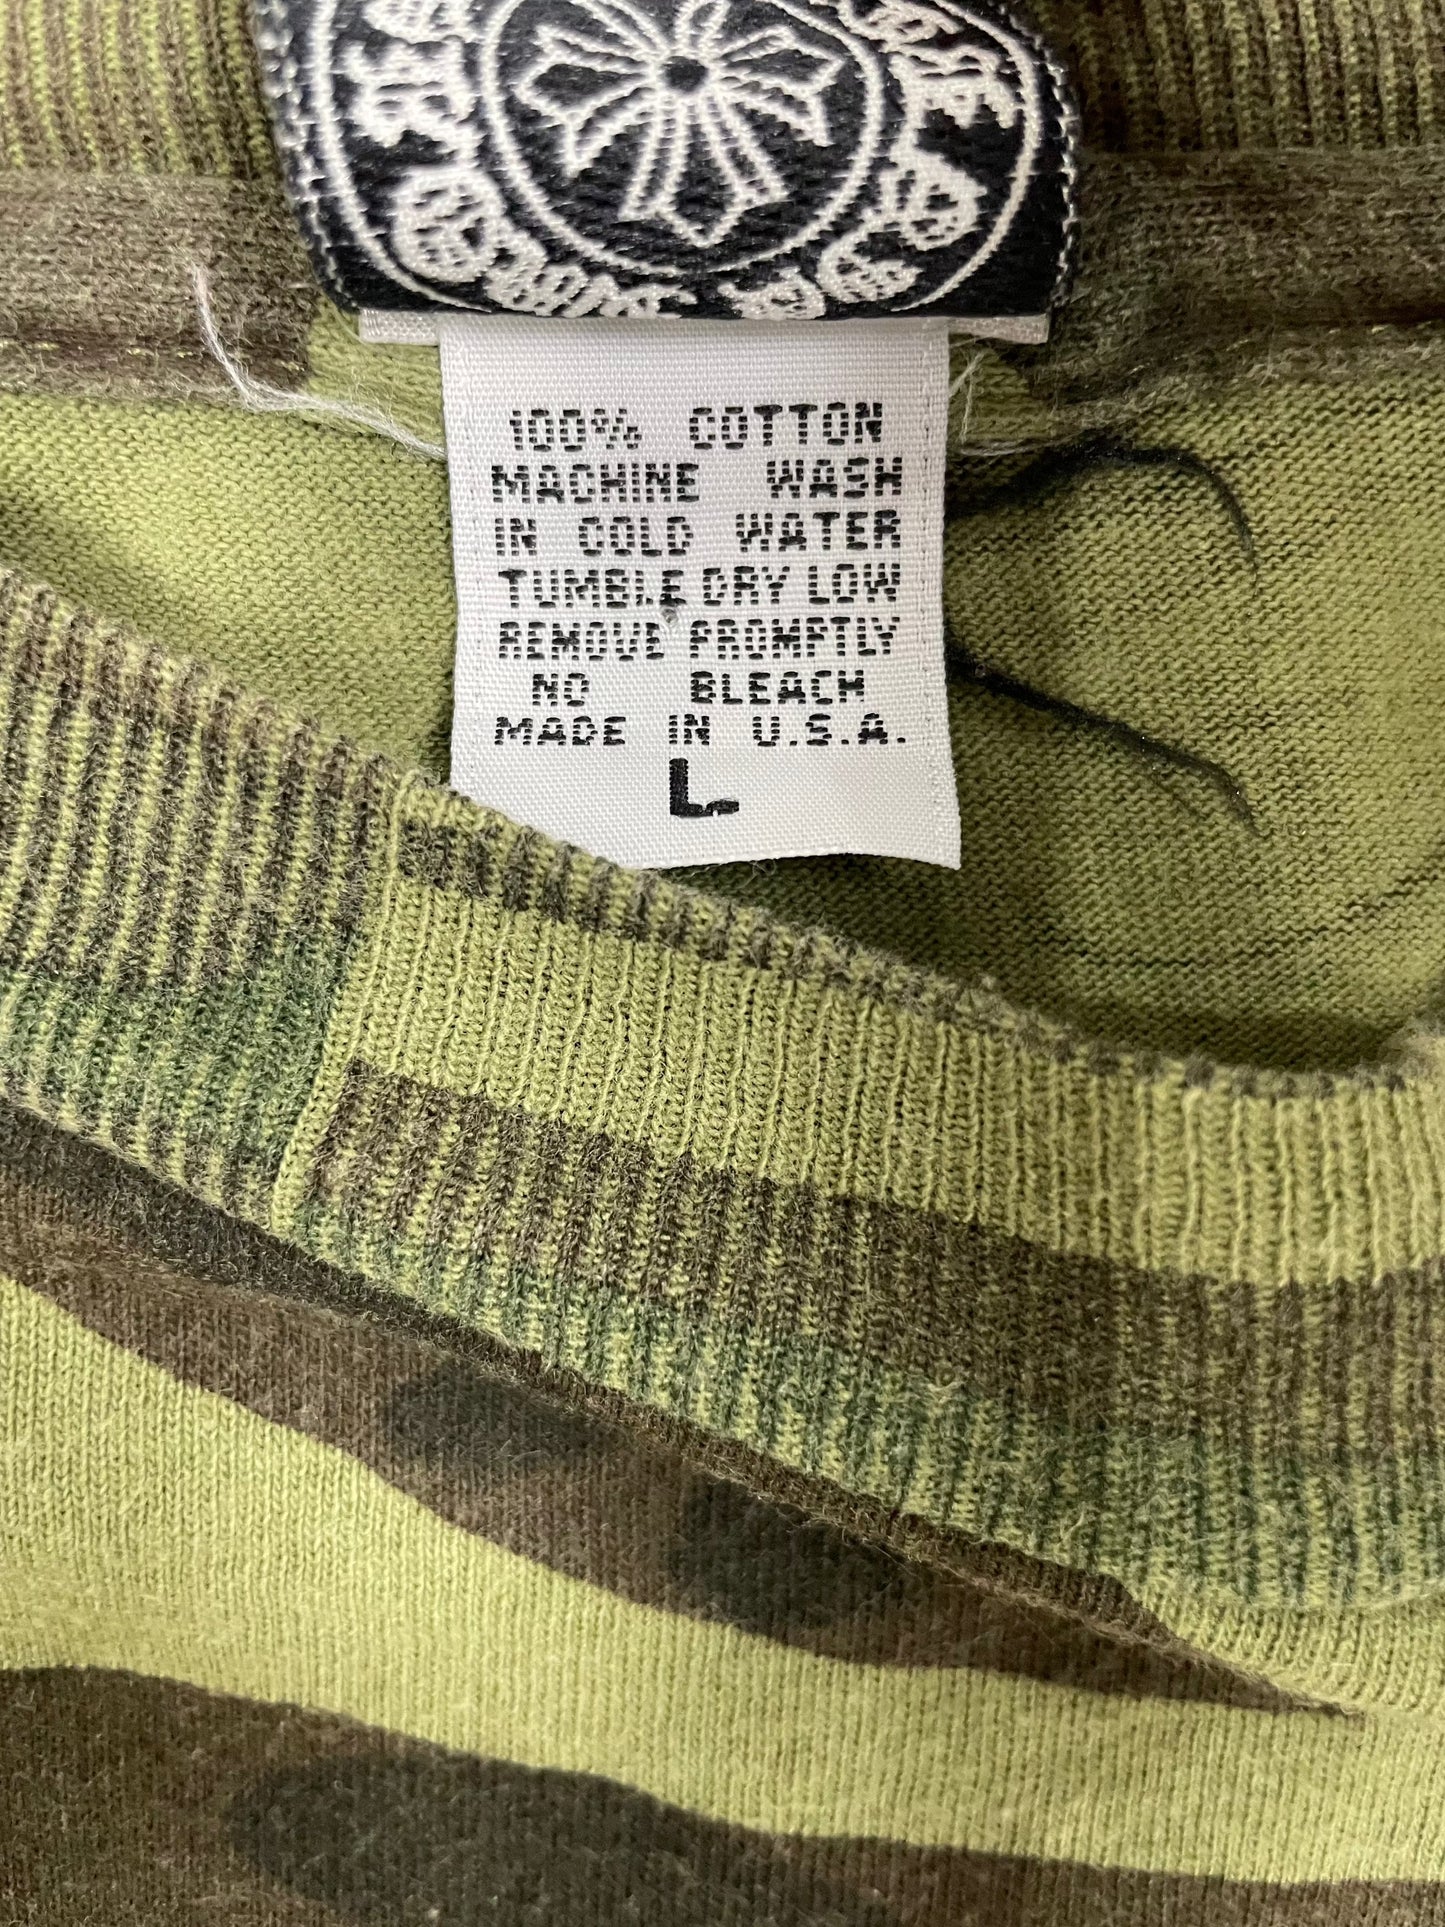 100% COTTON
MACHINE WASH
IN COLD WATER
TUMBLE DRY LOW
REMOVE PROMPTLY
NO BLEACH
MADE IN U.S.A.
L